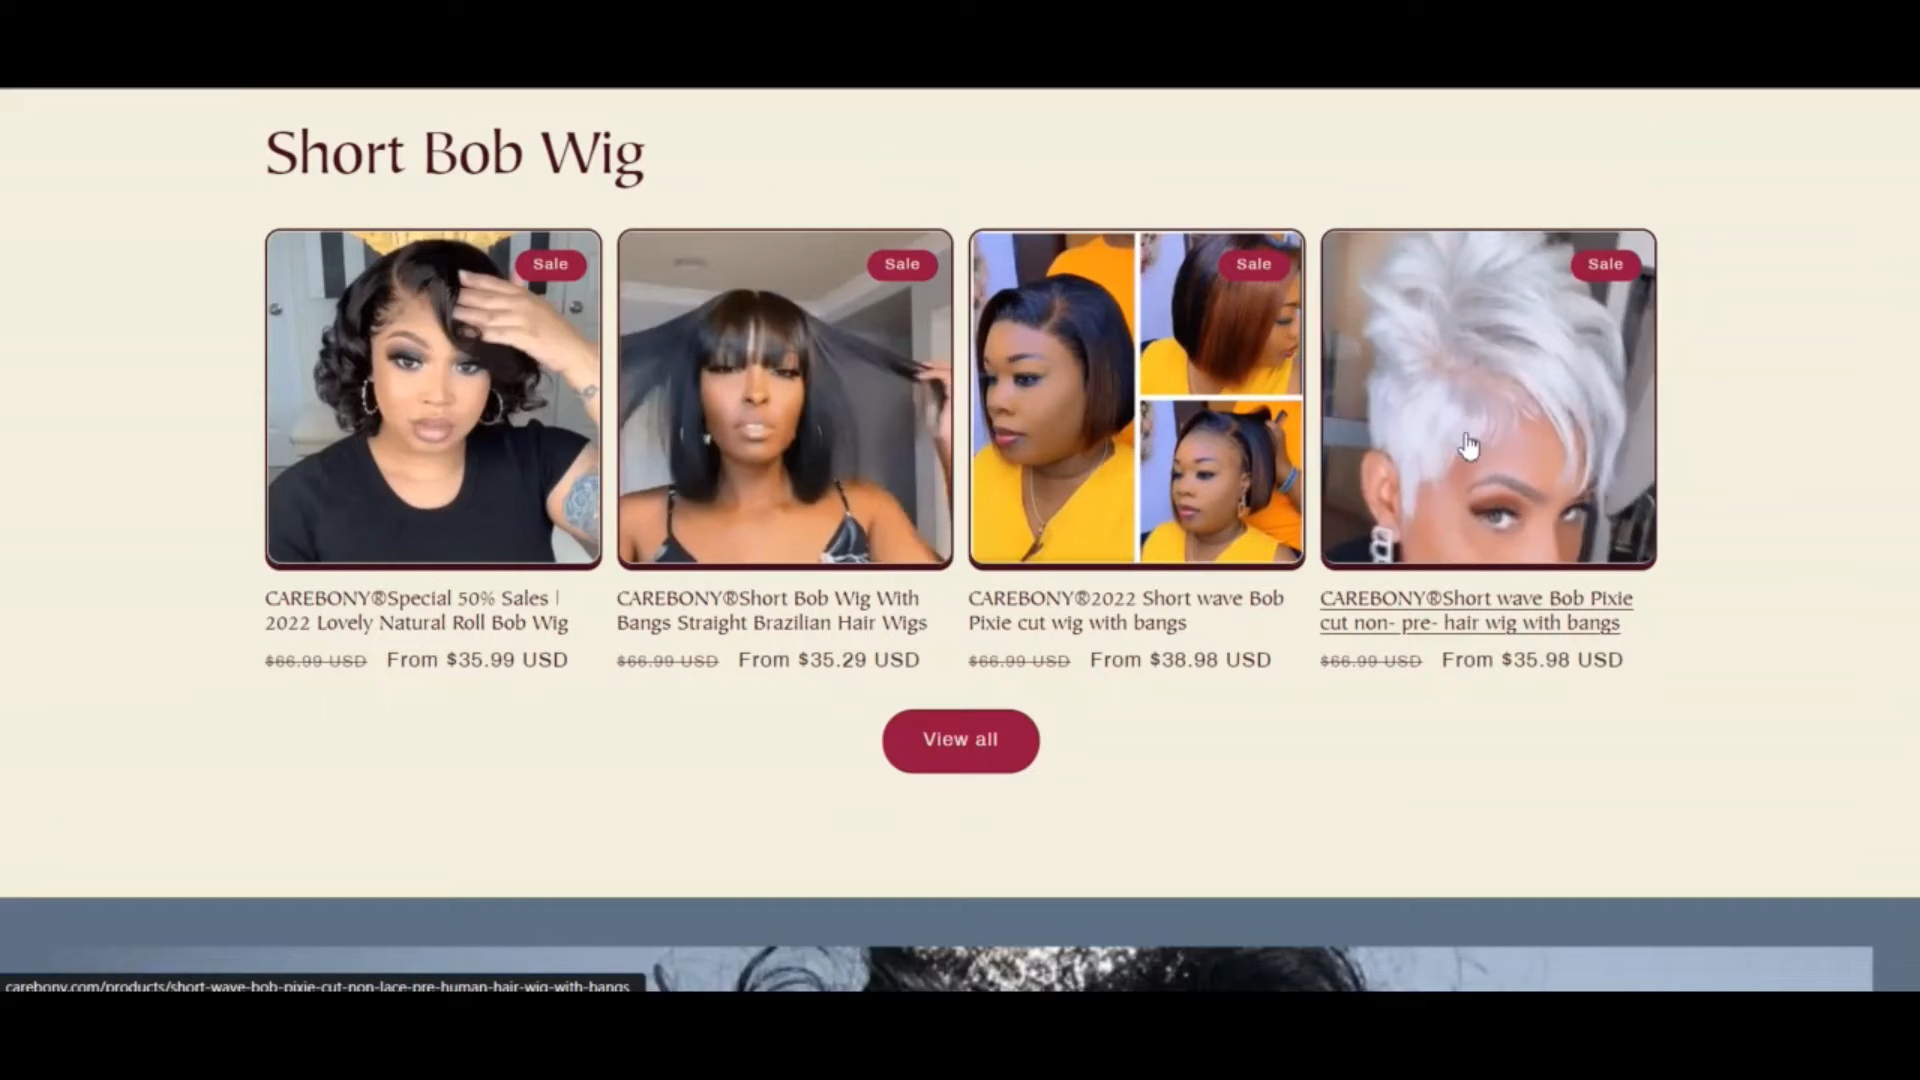 Short Bob Wig
Sale
Sale
Sale
Sale
CAREBONY®Special 50% Sales |
2022 Lovely Natural Roll Bob Wig
$66.99 USD From $35.99 USD
CAREBONY®Short Bob Wig With
Bangs Straight Brazilian Hair Wigs
$66.99 USD From $35.29 USD
CAREBONY®2022 Short wave Bob
Pixie cut wig with bangs
$66.99 USD From $38.98 USD
CAREBONY®Short wave Bob Pixie
cut non- pre- hair wig with bangs
$66.99 USD From $35.98 USD
View all
carebony.com/products/short-wave-bob-pixie-cut-non-lace-pre-human-hair-wig-with-bangs